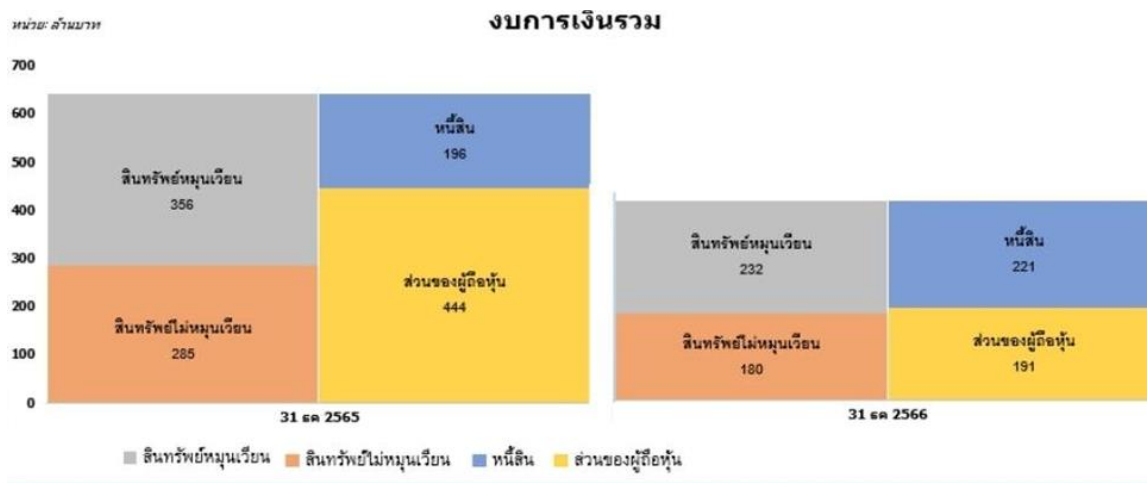 หน่วย: ล้านบาท
งบการเงินรวม
700
600
500
400
300
200
100
0
สินทรัพย์หมุนเวียน
356
สินทรัพย์ไม่หมุนเวียน
285
หนี้สิน
196
ส่วนของผู้ถือหุ้น
444
31 ธค 2565
สินทรัพย์หมุนเวียน
232
สินทรัพย์ไม่หมุนเวียน
180
หนี้สิน
221
ส่วนของผู้ถือหุ้น
191
31 ธค 2566
สินทรัพย์หมุนเวียน สินทรัพย์ไม่หมุนเวียน หนี้สิน ส่วนของผู้ถือหุ้น